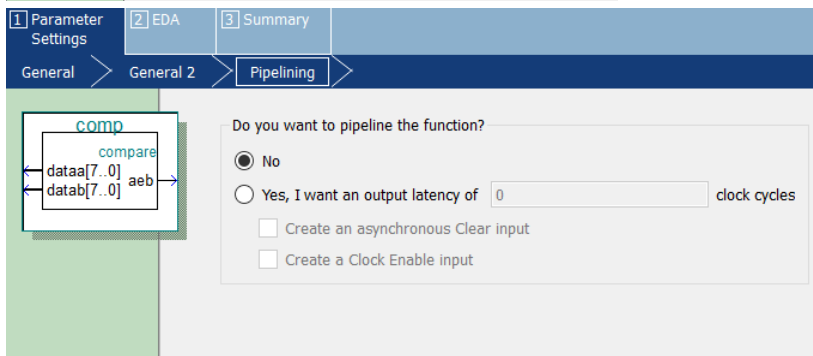 1 Parameter Settings
2 EDA
3 Summary
General
General 2
Pipelining
comp
compare
dataa[7..0]
datab[7..0]
aeb
Do you want to pipeline the function?
No
Yes, I want an output latency of 0 clock cycles
Create an asynchronous Clear input
Create a Clock Enable input